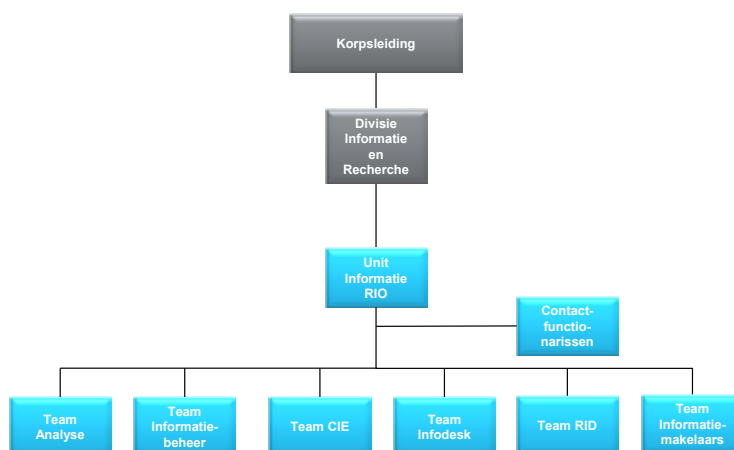 Korpsleiding
Divisie
Informatie
en
Recherche
Unit
Informatie
RIO
Contact-
functio-
narissen
Team
Analyse
Team
Informatie-
beheer
Team CIE
Team
Infodesk
Team RID
Team
Informatie-
makelaars